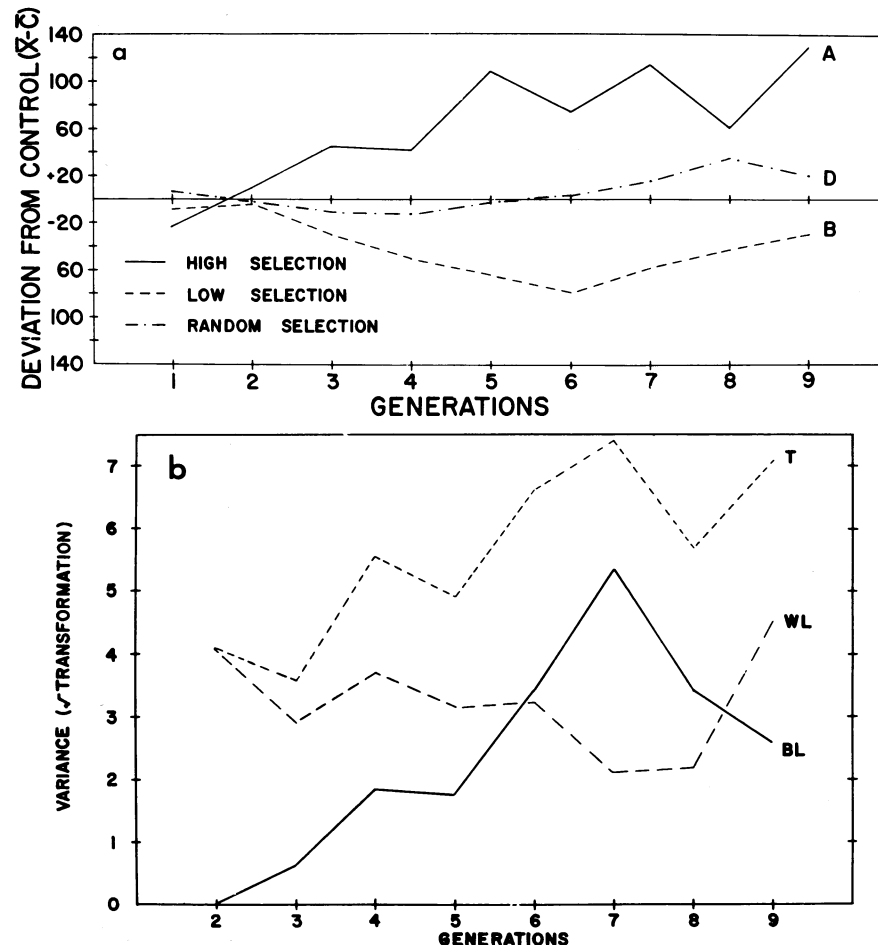 a
DEVIATION FROM CONTROL (X̄-C̄)
140
100
60
+20
-20
60
100
140
A
D
B
HIGH SELECTION
LOW SELECTION
RANDOM SELECTION
1 2 3 4 5 6 7 8 9
GENERATIONS
b
VARIANCE (√TRANSFORMATION)
7
6
5
4
3
2
1
0
T
WL
BL
2 3 4 5 6 7 8 9
GENERATIONS